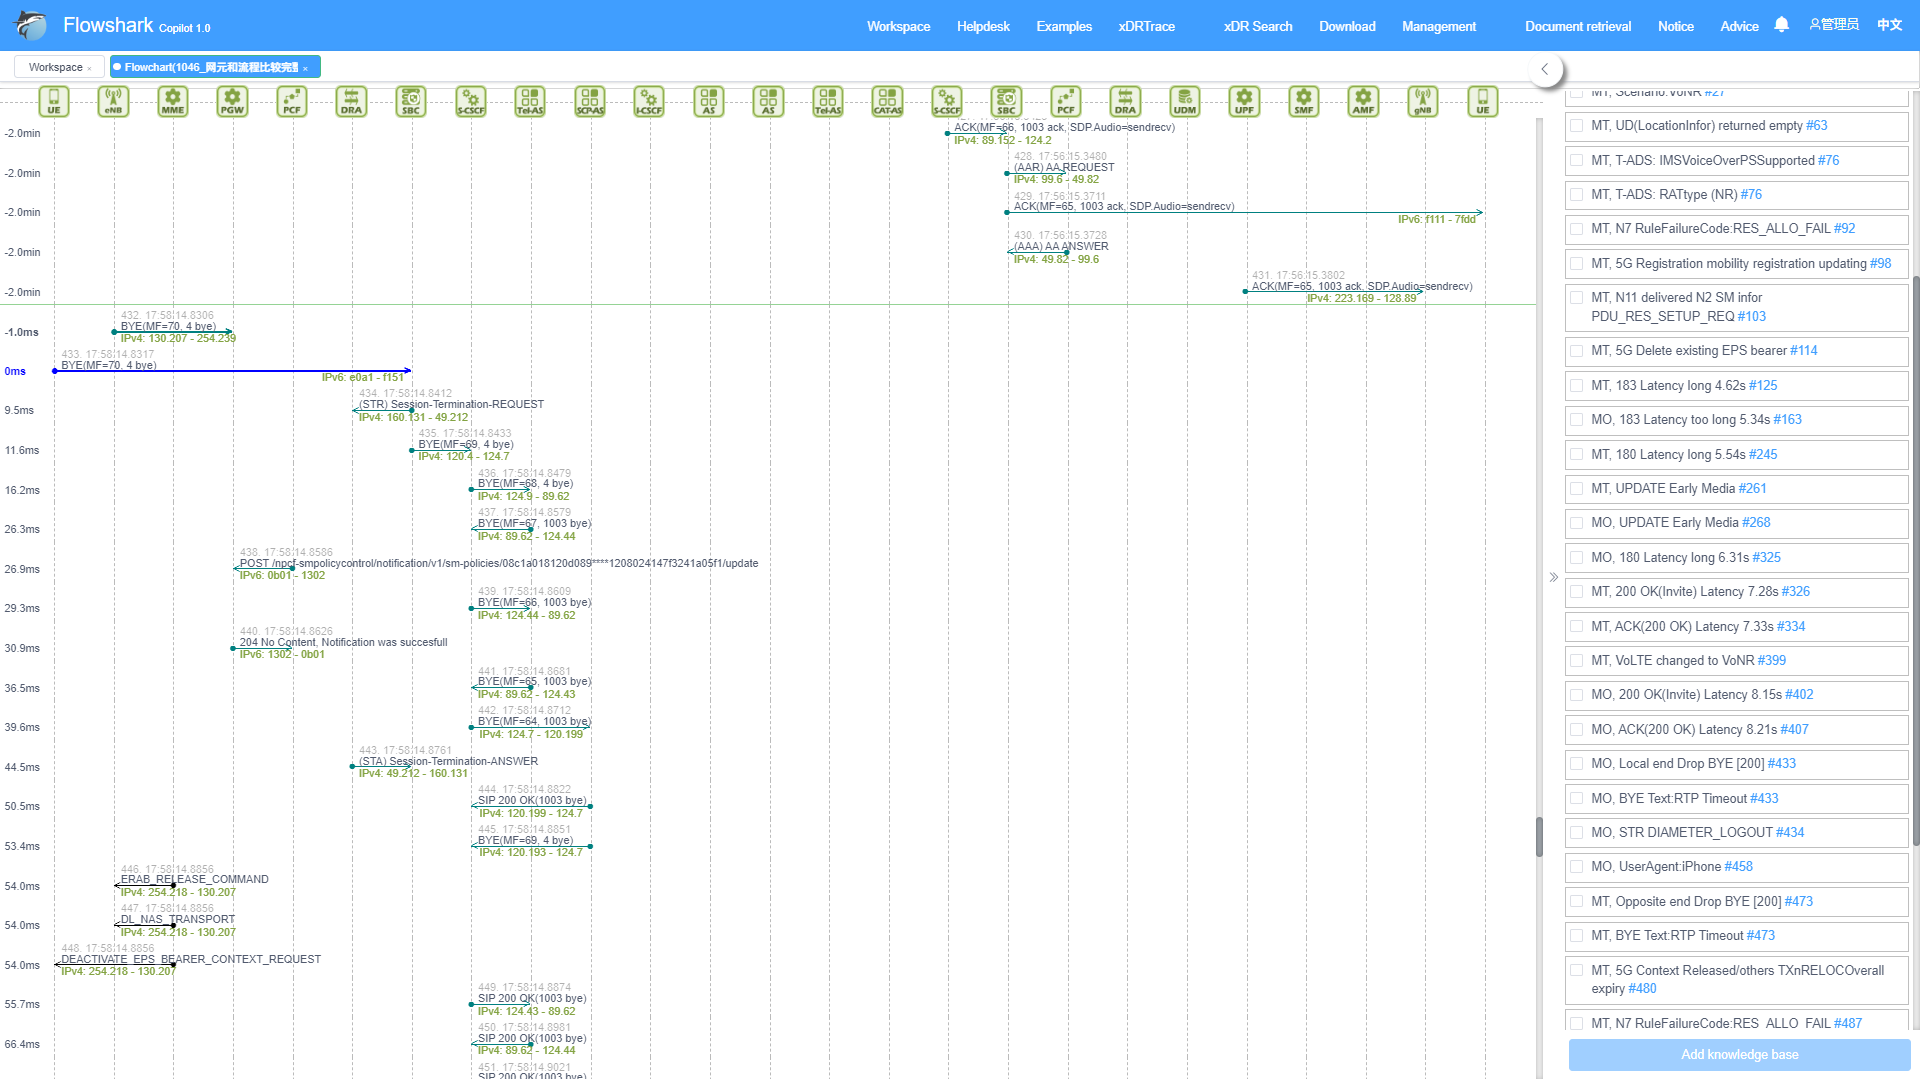 Flowshark Copilot 1.0
Workspace Helpdesk Examples xDRTrace xDR Search Download Management Document retrieval Notice Advice 管理员 中文
Workspace × Flowchart(1046_网元和流程比较完整 ×
UE eNB MME PGW PCF DRA SBC S-CSCF Tel-AS SCP-AS I-CSCF AS AS Tel-AS CAT-AS S-CSCF SBC PCF DRA UDM UPF SMF AMF gNB UE
-2.0min
ACK(MF=66, 1003 ack, SDP.Audio=sendrecv)
IPv4: 89.152 - 124.2
428. 17:56:15.3480
-2.0min
(AAR) AA REQUEST
IPv4: 99.6 - 49.82
429. 17:56:15.3711
-2.0min
ACK(MF=65, 1003 ack, SDP.Audio=sendrecv)
IPv6: f111 - 7fdd
430. 17:56:15.3728
-2.0min
(AAA) AA ANSWER
IPv4: 49.82 - 99.6
431. 17:56:15.3802
-2.0min
ACK(MF=65, 1003 ack, SDP.Audio=sendrecv)
IPv4: 223.169 - 128.89
432. 17:58:14.8306
-1.0ms
BYE(MF=70, 4 bye)
IPv4: 130.207 - 254.239
433. 17:58:14.8317
0ms
BYE(MF=70, 4 bye)
IPv6: e0a1 - f151
434. 17:58:14.8412
9.5ms
(STR) Session-Termination-REQUEST
IPv4: 160.131 - 49.212
435. 17:58:14.8433
11.6ms
BYE(MF=69, 4 bye)
IPv4: 120.4 - 124.7
436. 17:58:14.8479
16.2ms
BYE(MF=68, 4 bye)
IPv4: 124.9 - 89.62
437. 17:58:14.8579
26.3ms
BYE(MF=67, 1003 bye)
IPv4: 89.62 - 124.44
438. 17:58:14.8586
26.9ms
POST /npcf-smpolicycontrol/notification/v1/sm-policies/08c1a018120d089****1208024147f3241a05f1/update
IPv6: 0b01 - 1302
439. 17:58:14.8609
29.3ms
BYE(MF=66, 1003 bye)
IPv4: 124.44 - 89.62
440. 17:58:14.8626
30.9ms
204 No Content, Notification was succesfull
IPv6: 1302 - 0b01
441. 17:58:14.8681
36.5ms
BYE(MF=65, 1003 bye)
IPv4: 89.62 - 124.43
442. 17:58:14.8712
39.6ms
BYE(MF=64, 1003 bye)
IPv4: 124.7 - 120.199
443. 17:58:14.8761
44.5ms
(STA) Session-Termination-ANSWER
IPv4: 49.212 - 160.131
444. 17:58:14.8822
50.5ms
SIP 200 OK(1003 bye)
IPv4: 120.199 - 124.7
445. 17:58:14.8851
53.4ms
BYE(MF=69, 4 bye)
IPv4: 120.193 - 124.7
446. 17:58:14.8856
54.0ms
ERAB_RELEASE_COMMAND
IPv4: 254.218 - 130.207
447. 17:58:14.8856
54.0ms
DL_NAS_TRANSPORT
IPv4: 254.218 - 130.207
448. 17:58:14.8856
54.0ms
DEACTIVATE_EPS_BEARER_CONTEXT_REQUEST
IPv4: 254.218 - 130.207
449. 17:58:14.8874
55.7ms
SIP 200 OK(1003 bye)
IPv4: 124.43 - 89.62
450. 17:58:14.8981
66.4ms
SIP 200 OK(1003 bye)
IPv4: 89.62 - 124.44
451. 17:58:14.9021
SIP 200 OK(1003 bye)
MT, Scenario:VoNR #27
MT, UD(LocationInfor) returned empty #63
MT, T-ADS: IMSVoiceOverPSSupported #76
MT, T-ADS: RATtype (NR) #76
MT, N7 RuleFailureCode:RES_ALLO_FAIL #92
MT, 5G Registration mobility registration updating #98
MT, N11 delivered N2 SM infor
PDU_RES_SETUP_REQ #103
MT, 5G Delete existing EPS bearer #114
MT, 183 Latency long 4.62s #125
MO, 183 Latency too long 5.34s #163
MT, 180 Latency long 5.54s #245
MT, UPDATE Early Media #261
MO, UPDATE Early Media #268
MO, 180 Latency long 6.31s #325
MT, 200 OK(Invite) Latency 7.28s #326
MT, ACK(200 OK) Latency 7.33s #334
MT, VoLTE changed to VoNR #399
MO, 200 OK(Invite) Latency 8.15s #402
MO, ACK(200 OK) Latency 8.21s #407
MO, Local end Drop BYE [200] #433
MO, BYE Text:RTP Timeout #433
MO, STR DIAMETER_LOGOUT #434
MO, UserAgent:iPhone #458
MT, Opposite end Drop BYE [200] #473
MT, BYE Text:RTP Timeout #473
MT, 5G Context Released/others TXnRELOCOverall
expiry #480
MT, N7 RuleFailureCode:RES_ALLO_FAIL #487
Add knowledge base